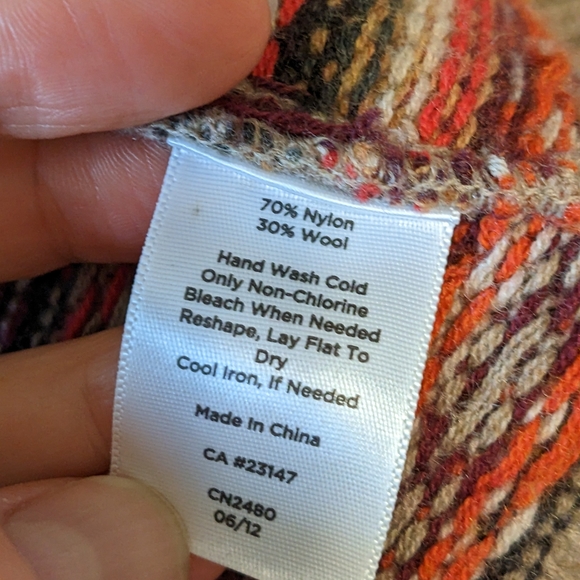 70% Nylon
30% Wool
Hand Wash Cold
Only Non-Chlorine
Bleach When Needed
Reshape, Lay Flat To
Dry
Cool Iron, If Needed
Made In China
CA #23147
CN2480
06/12